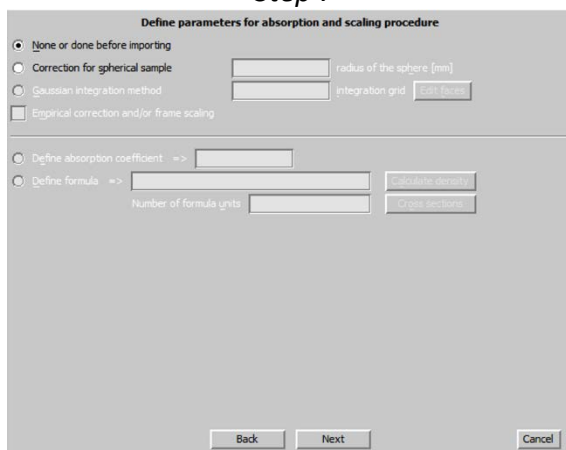 Define parameters for absorption and scaling procedure
None or done before importing
Correction for spherical sample radius of the sphere [mm]
Gaussian integration method integration grid Edit faces
Empirical correction and/or frame scaling
Define absorption coefficient =>
Define formula => Calculate density
Number of formula units Cross sections
Back Next Cancel